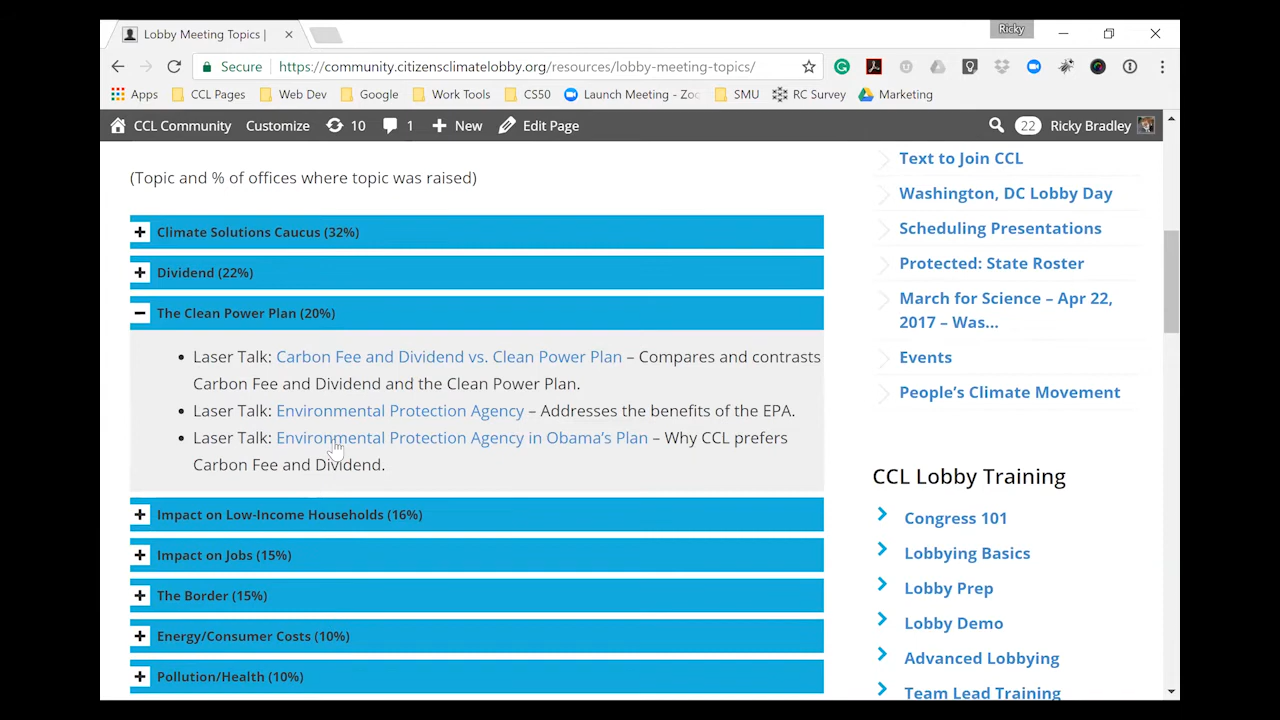 Lobby Meeting Topics |
Ricky
Secure
https://community.citizensclimatelobby.org/resources/lobby-meeting-topics/
Apps
CCL Pages
Web Dev
Google
Work Tools
CS50
Launch Meeting - Zoo
SMU
RC Survey
Marketing
CCL Community
Customize
10
1
New
Edit Page
22
Ricky Bradley
(Topic and % of offices where topic was raised)
Climate Solutions Caucus (32%)
Dividend (22%)
The Clean Power Plan (20%)
Laser Talk: Carbon Fee and Dividend vs. Clean Power Plan – Compares and contrasts
Carbon Fee and Dividend and the Clean Power Plan.
Laser Talk: Environmental Protection Agency – Addresses the benefits of the EPA.
Laser Talk: Environmental Protection Agency in Obama's Plan – Why CCL prefers
Carbon Fee and Dividend.
Impact on Low-Income Households (16%)
Impact on Jobs (15%)
The Border (15%)
Energy/Consumer Costs (10%)
Pollution/Health (10%)
Text to Join CCL
Washington, DC Lobby Day
Scheduling Presentations
Protected: State Roster
March for Science – Apr 22,
2017 – Was...
Events
People's Climate Movement
CCL Lobby Training
Congress 101
Lobbying Basics
Lobby Prep
Lobby Demo
Advanced Lobbying
Team Lead Training